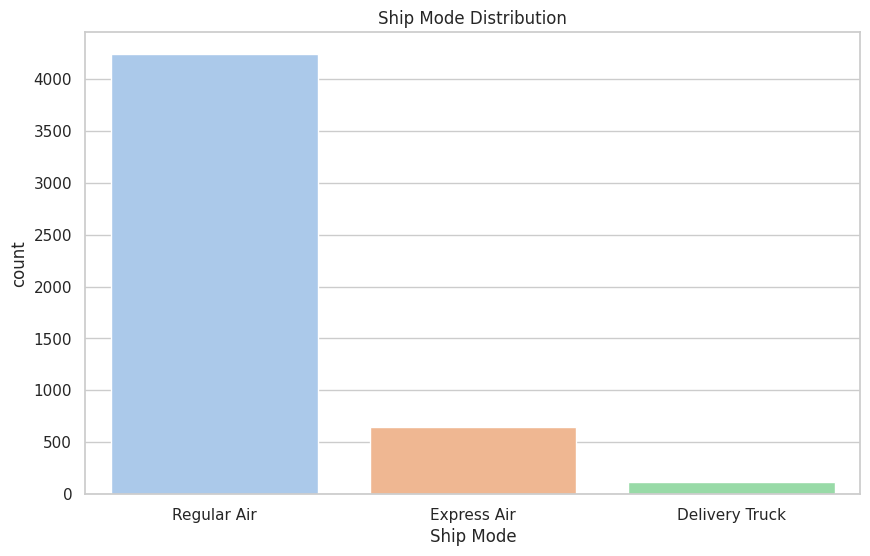 Ship Mode Distribution
count
4000
3500
3000
2500
2000
1500
1000
500
0
Regular Air
Express Air
Delivery Truck
Ship Mode